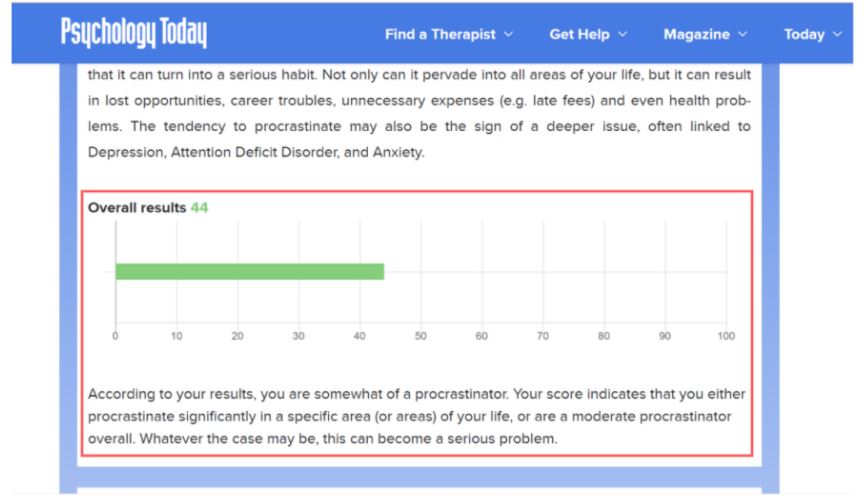 Psychology Today
Find a Therapist Get Help Magazine Today
that it can turn into a serious habit. Not only can it pervade into all areas of your life, but it can result
in lost opportunities, career troubles, unnecessary expenses (e.g. late fees) and even health prob-
lems. The tendency to procrastinate may also be the sign of a deeper issue, often linked to
Depression, Attention Deficit Disorder, and Anxiety.
Overall results 44
0 10 20 30 40 50 60 70 80 90 100
According to your results, you are somewhat of a procrastinator. Your score indicates that you either
procrastinate significantly in a specific area (or areas) of your life, or are a moderate procrastinator
overall. Whatever the case may be, this can become a serious problem.